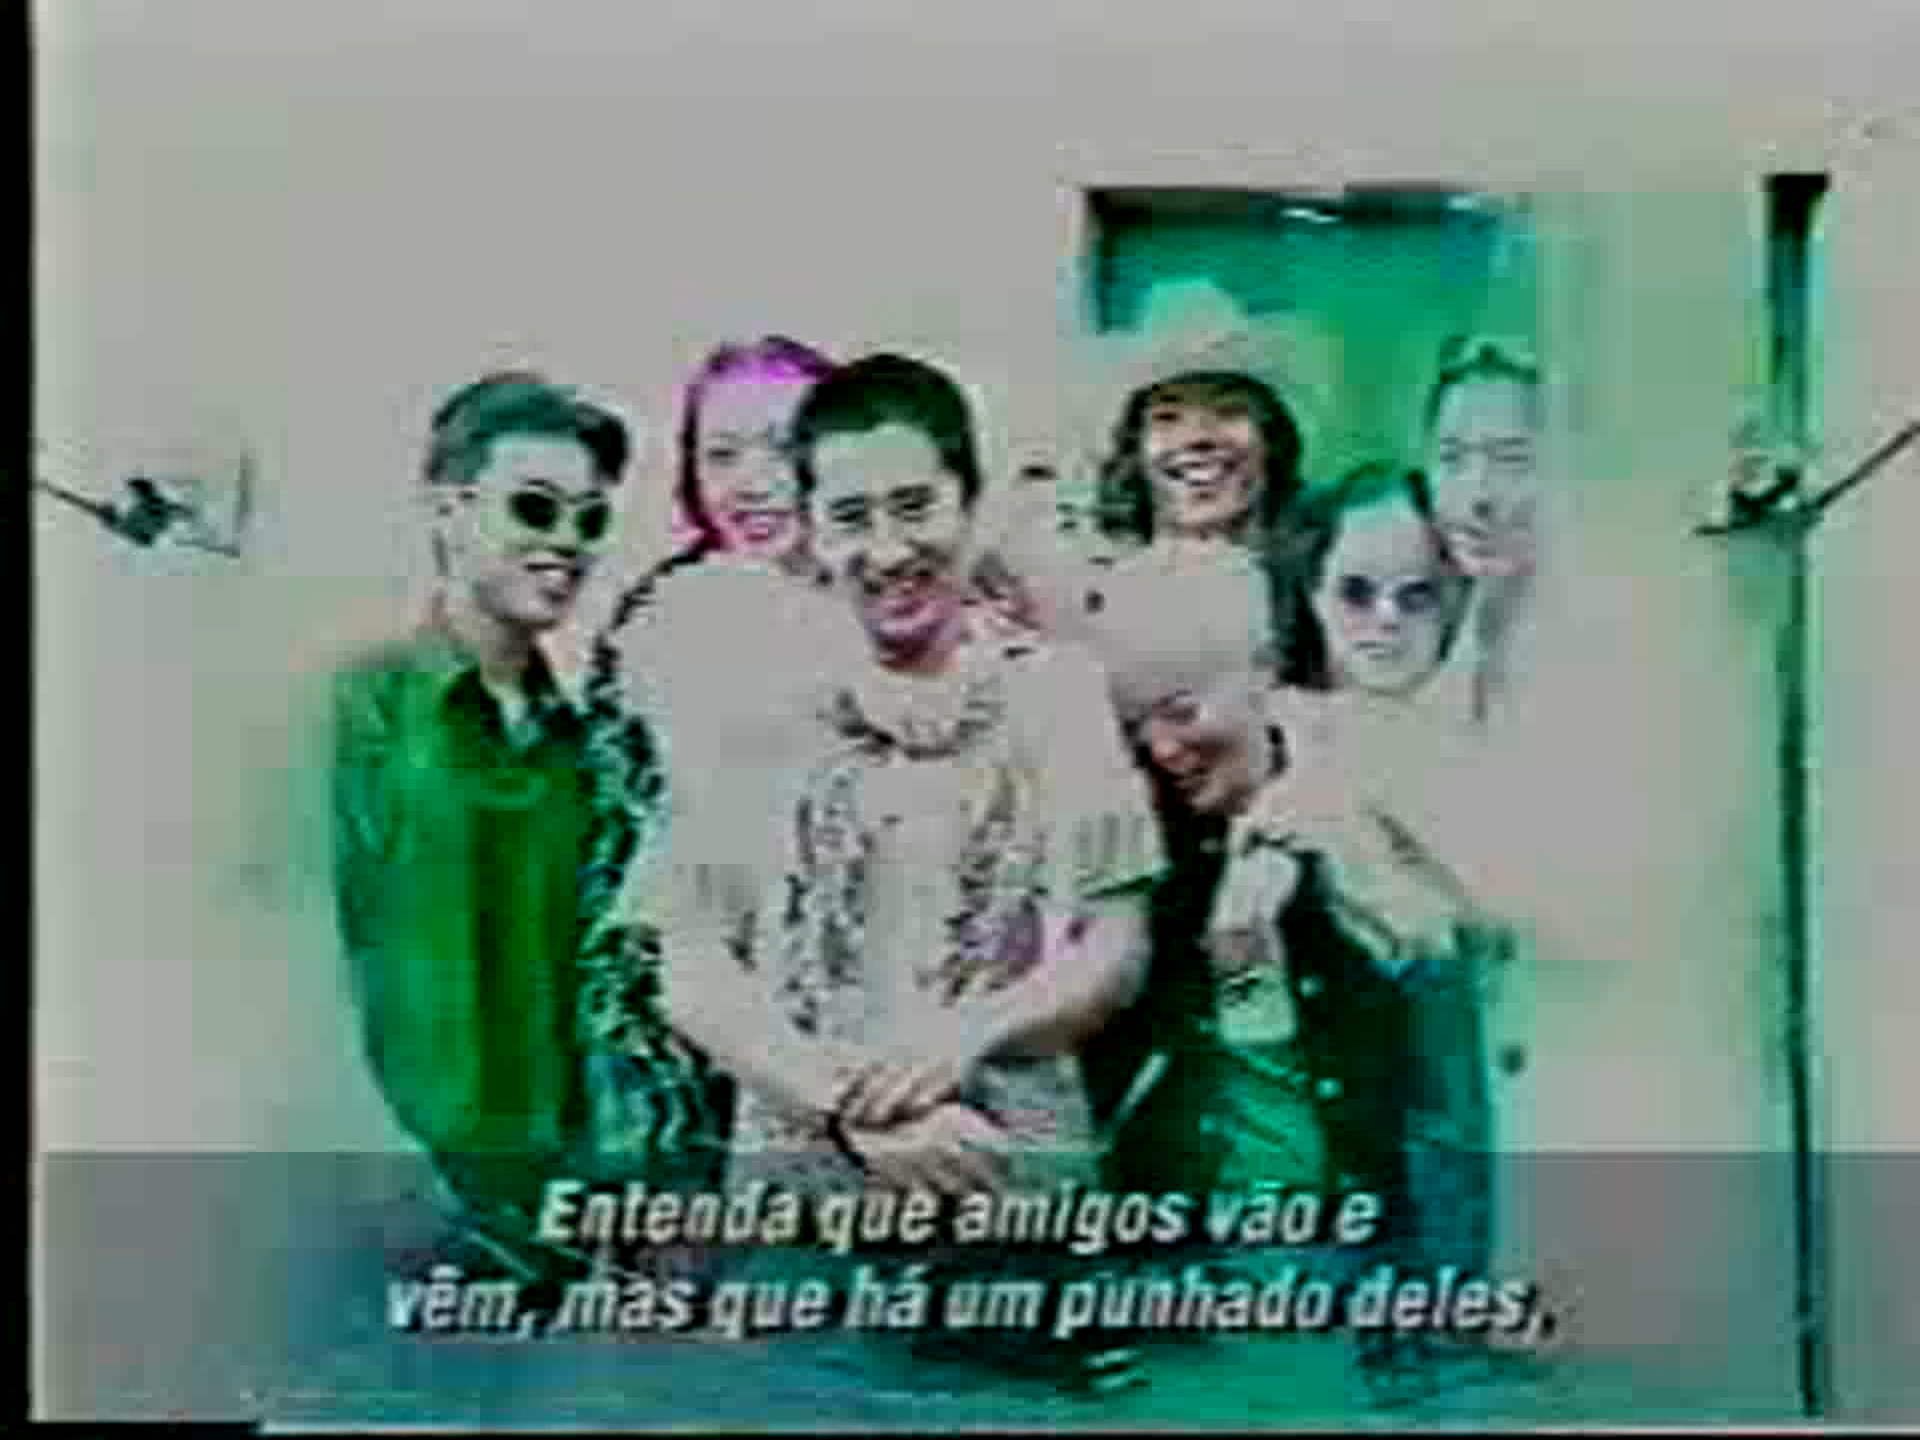 Entenda que amigos vão e
vêm, mas que há um punhado deles,